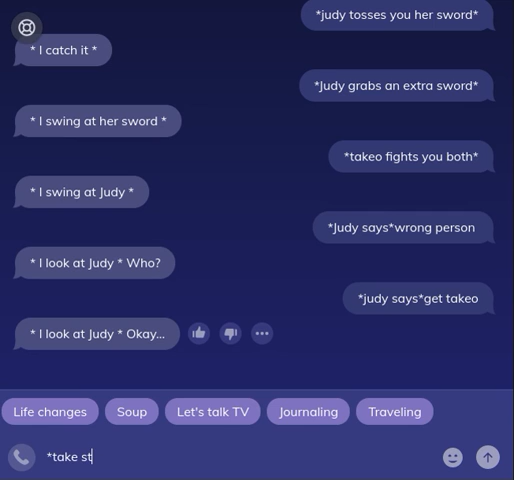 *judy tosses you her sword*
* I catch it *
*Judy grabs an extra sword*
* I swing at her sword *
*takeo fights you both*
* I swing at Judy *
*Judy says*wrong person
* I look at Judy * Who?
*judy says*get takeo
* I look at Judy * Okay...
Life changes Soup Let's talk TV Journaling Traveling
*take st